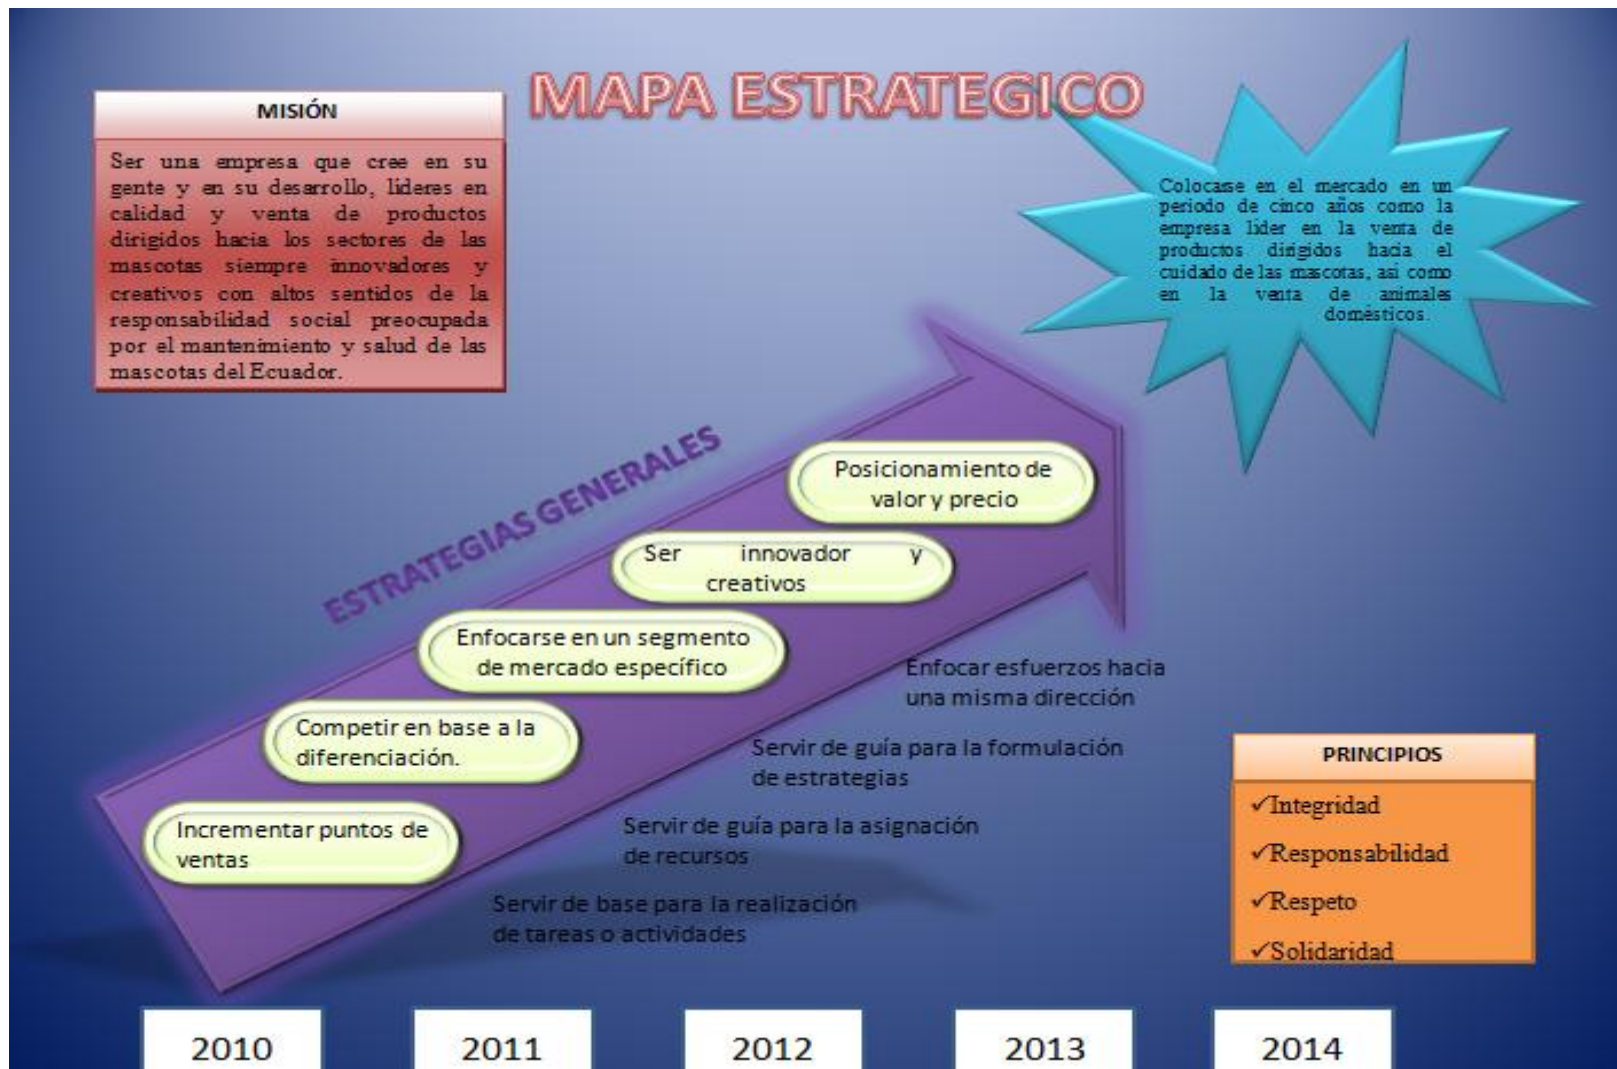 MAPA ESTRATEGICO
MISIÓN
Ser una empresa que cree en su
gente y en su desarrollo, lideres en
calidad y venta de productos
dirigidos hacia los sectores de las
mascotas siempre innovadores y
creativos con altos sentidos de la
responsabilidad social preocupada
por el mantenimiento y salud de las
mascotas del Ecuador.
Colocarse en el mercado en un
periodo de cinco años como la
empresa lider en la venta de
productos dirigidos hacia el
cuidado de las mascotas, asi como
en la venta de animales
domésticos.
ESTRATEGIAS GENERALES
Posicionamiento de
valor y precio
Ser innovador y
creativos
Enfocarse en un segmento
de mercado específico
Competir en base a la
diferenciación.
Incrementar puntos de
ventas
Enfocar esfuerzos hacia
una misma dirección
Servir de guía para la formulación
de estrategias
Servir de guía para la asignación
de recursos
Servir de base para la realización
de tareas o actividades
PRINCIPIOS
✓Integridad
✓Responsabilidad
✓Respeto
✓Solidaridad
2010
2011
2012
2013
2014